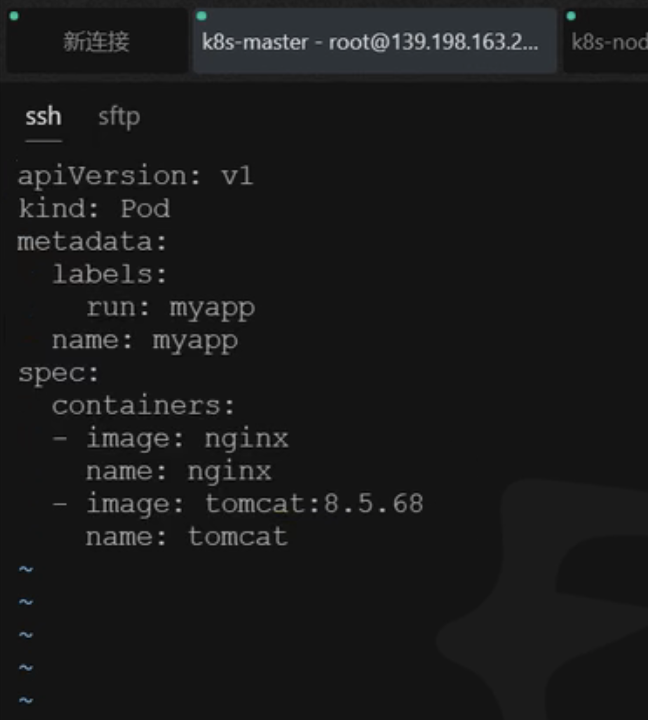 新连接
k8s-master - root@139.198.163.2...
k8s-nod
ssh
sftp
apiVersion: v1
kind: Pod
metadata:
  labels:
    run: myapp
  name: myapp
spec:
  containers:
  - image: nginx
    name: nginx
  - image: tomcat:8.5.68
    name: tomcat
~
~
~
~
~